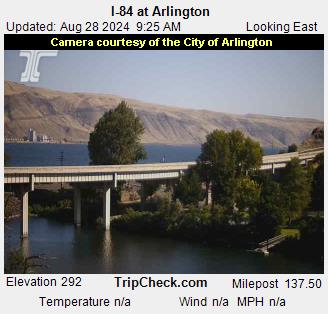 I-84 at Arlington
Updated: Aug 28 2024 9:25 AM Looking East
Camera courtesy of the City of Arlington
Elevation 292 TripCheck.com Milepost 137.50
Temperature n/a Wind n/a MPH n/a